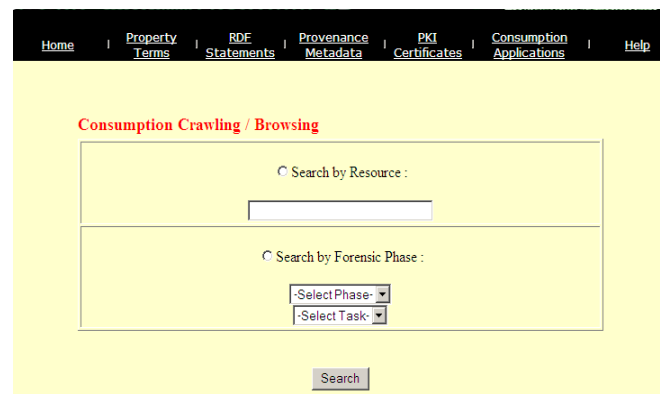 Home | Property Terms | RDF Statements | Provenance Metadata | PKI Certificates | Consumption Applications | Help
Consumption Crawling / Browsing
Search by Resource :
Search by Forensic Phase :
-Select Phase-
-Select Task-
Search